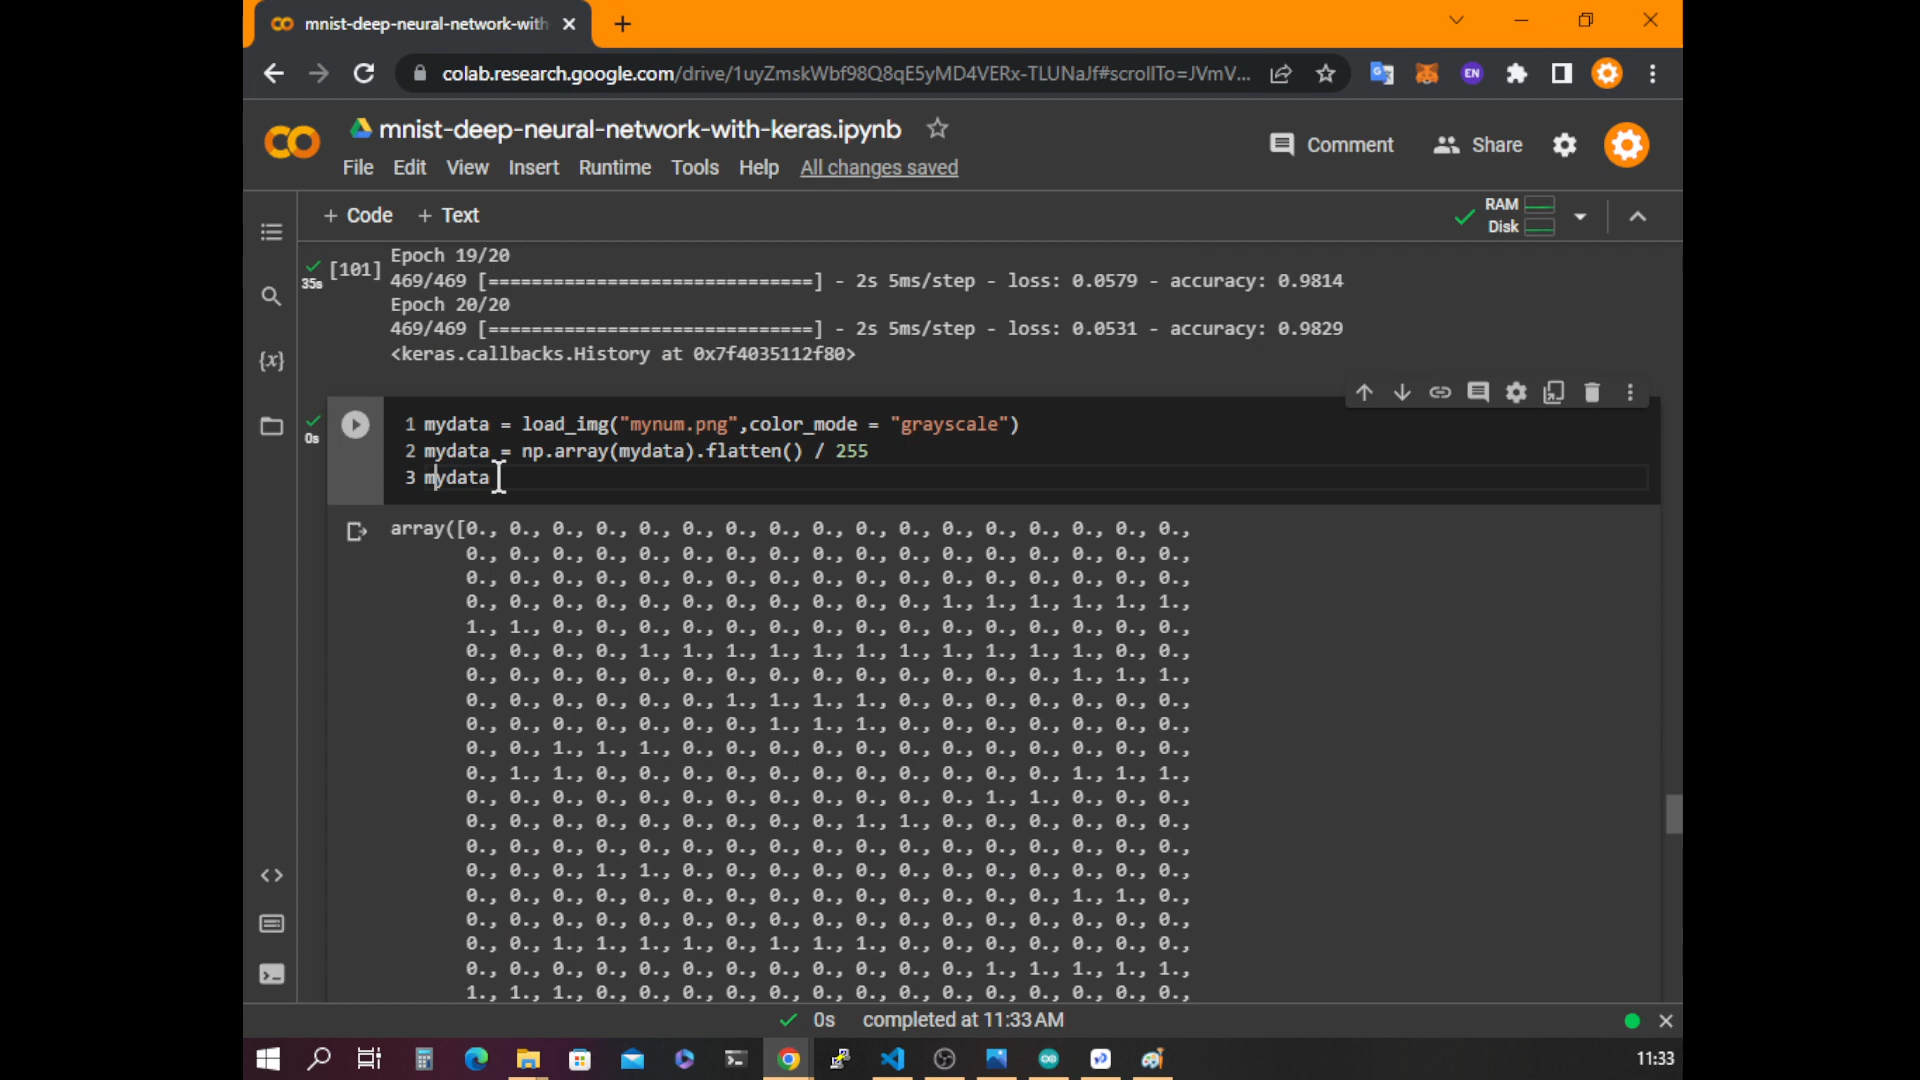 mnist-deep-neural-network-with
colab.research.google.com/drive/1uyZmskWbf98Q8qE5yMD4VERx-TLUNaJf#scrollTo=JVmV...
EN
mnist-deep-neural-network-with-keras.ipynb
Comment
Share
File Edit View Insert Runtime Tools Help All changes saved
+ Code + Text
RAM
Disk
Epoch 19/20
[101]
35s
469/469 [==============================] - 2s 5ms/step - loss: 0.0579 - accuracy: 0.9814
Epoch 20/20
469/469 [==============================] - 2s 5ms/step - loss: 0.0531 - accuracy: 0.9829
<keras.callbacks.History at 0x7f4035112f80>
0s
1 mydata = load_img("mynum.png",color_mode = "grayscale")
2 mydata = np.array(mydata).flatten() / 255
3 mydata
array([0., 0., 0., 0., 0., 0., 0., 0., 0., 0., 0., 0., 0., 0., 0., 0., 0.,
0., 0., 0., 0., 0., 0., 0., 0., 0., 0., 0., 0., 0., 0., 0., 0., 0.,
0., 0., 0., 0., 0., 0., 0., 0., 0., 0., 0., 0., 0., 0., 0., 0., 0.,
0., 0., 0., 0., 0., 0., 0., 0., 0., 0., 0., 1., 1., 1., 1., 1., 1.,
1., 1., 0., 0., 0., 0., 0., 0., 0., 0., 0., 0., 0., 0., 0., 0., 0.,
0., 0., 0., 0., 1., 1., 1., 1., 1., 1., 1., 1., 1., 1., 1., 0., 0.,
0., 0., 0., 0., 0., 0., 0., 0., 0., 0., 0., 0., 0., 0., 1., 1., 1.,
0., 0., 0., 0., 0., 0., 1., 1., 1., 1., 0., 0., 0., 0., 0., 0., 0.,
0., 0., 0., 0., 0., 0., 0., 1., 1., 1., 0., 0., 0., 0., 0., 0., 0.,
0., 0., 1., 1., 1., 0., 0., 0., 0., 0., 0., 0., 0., 0., 0., 0., 0.,
0., 1., 1., 0., 0., 0., 0., 0., 0., 0., 0., 0., 0., 0., 1., 1., 1.,
0., 0., 0., 0., 0., 0., 0., 0., 0., 0., 0., 0., 1., 1., 0., 0., 0.,
0., 0., 0., 0., 0., 0., 0., 0., 0., 1., 1., 0., 0., 0., 0., 0., 0.,
0., 0., 0., 0., 0., 0., 0., 0., 0., 0., 0., 0., 0., 0., 0., 0., 0.,
0., 0., 0., 1., 1., 0., 0., 0., 0., 0., 0., 0., 0., 0., 0., 0., 0.,
0., 0., 0., 0., 0., 0., 0., 0., 0., 0., 0., 0., 0., 0., 1., 1., 0.,
0., 0., 0., 0., 0., 0., 0., 0., 0., 0., 0., 0., 0., 0., 0., 0., 0.,
0., 0., 1., 1., 1., 1., 0., 1., 1., 1., 0., 0., 0., 0., 0., 0., 0.,
0., 0., 0., 0., 0., 0., 0., 0., 0., 0., 0., 0., 1., 1., 1., 1., 1.,
1., 1., 1., 0., 0., 0., 0., 0., 0., 0., 0., 0., 0., 0., 0., 0., 0.,
0s completed at 11:33 AM
11:33